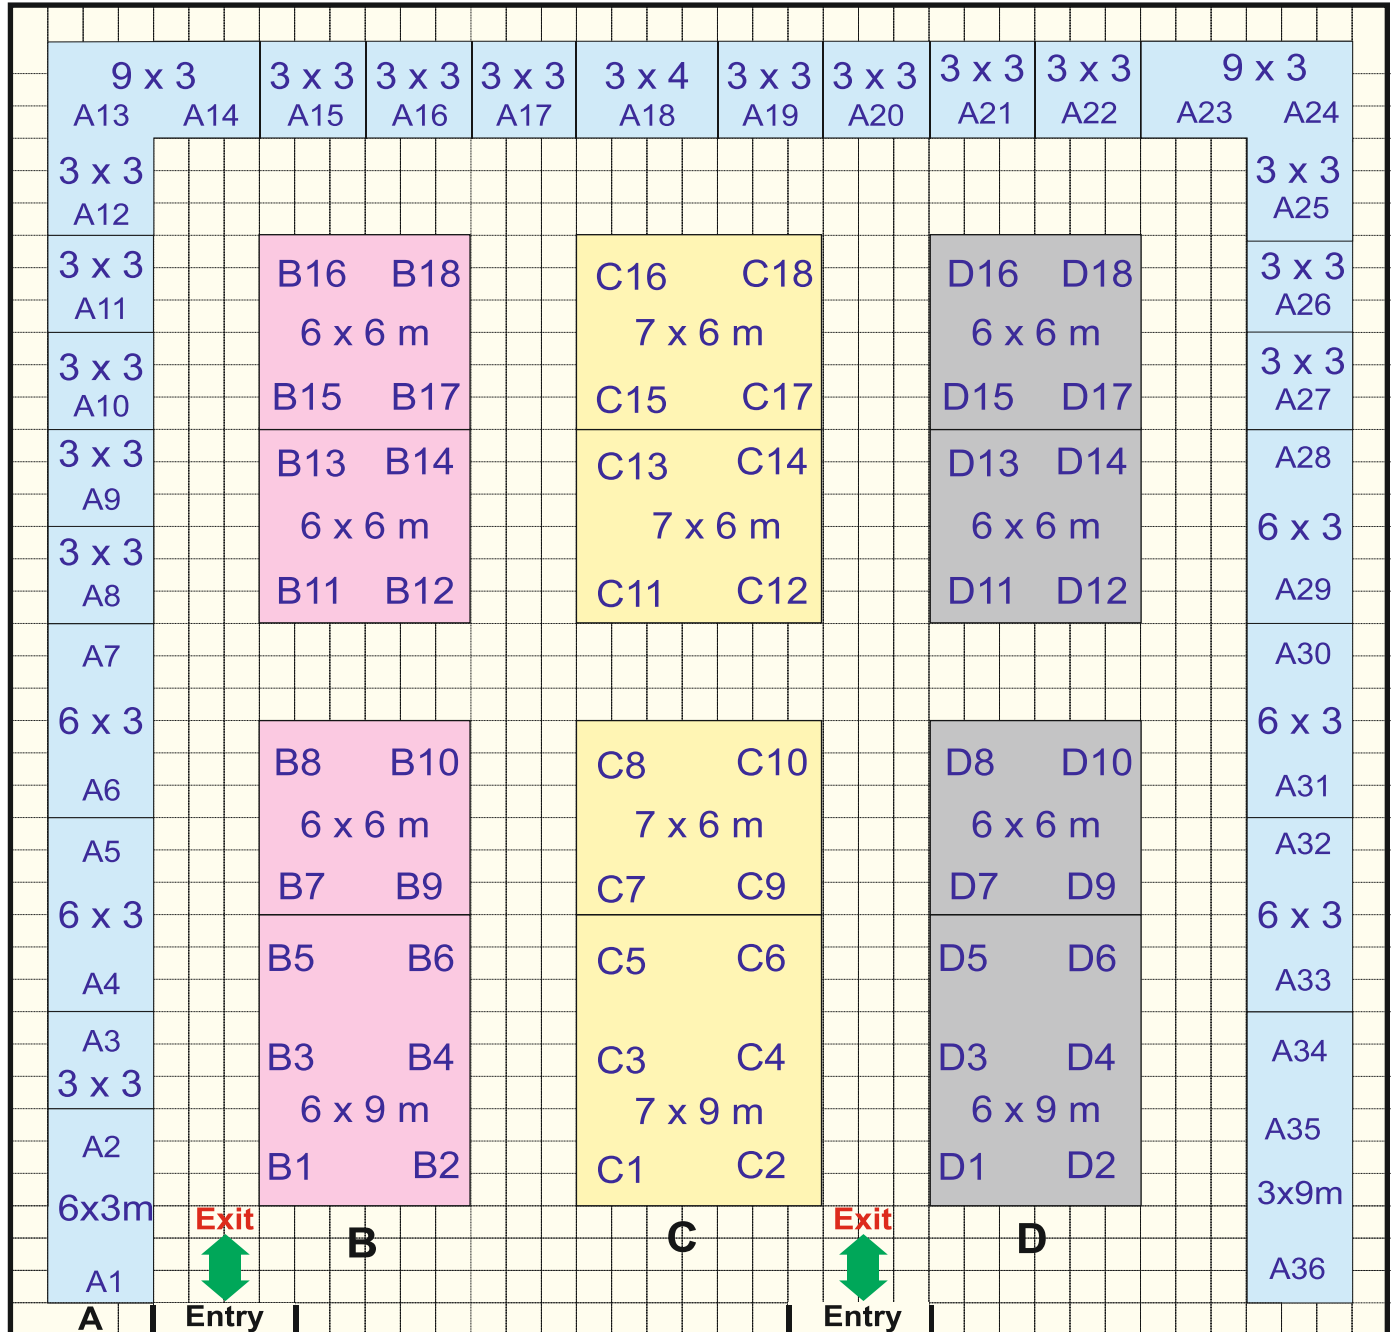 9 x 3 3 x 3 3 x 3 3 x 3 3 x 4 3 x 3 3 x 3 3 x 3 3 x 3 9 x 3
A13 A14 A15 A16 A17 A18 A19 A20 A21 A22 A23 A24
3 x 3 3 x 3
A12 A25
3 x 3 B16 B18 C16 C18 D16 D18 3 x 3
A11 A26
6 x 6 m 7 x 6 m 6 x 6 m
3 x 3 3 x 3
A10 B15 B17 C15 C17 D15 D17 A27
3 x 3 B13 B14 C13 C14 D13 D14 A28
A9
6 x 6 m 7 x 6 m 6 x 6 m 6 x 3
3 x 3
A8 B11 B12 C11 C12 D11 D12 A29
A7 A30
6 x 3 6 x 3
B8 B10 C8 C10 D8 D10
A6 A31
6 x 6 m 7 x 6 m 6 x 6 m
A5 A32
B7 B9 C7 C9 D7 D9
6 x 3 6 x 3
B5 B6 C5 C6 D5 D6
A4 A33
A3 B3 B4 C3 C4 D3 D4 A34
3 x 3
6 x 9 m 7 x 9 m 6 x 9 m
A2 A35
B1 B2 C1 C2 D1 D2
6x3m 3x9m
Exit Exit
B C D
A1 A36
A Entry Entry